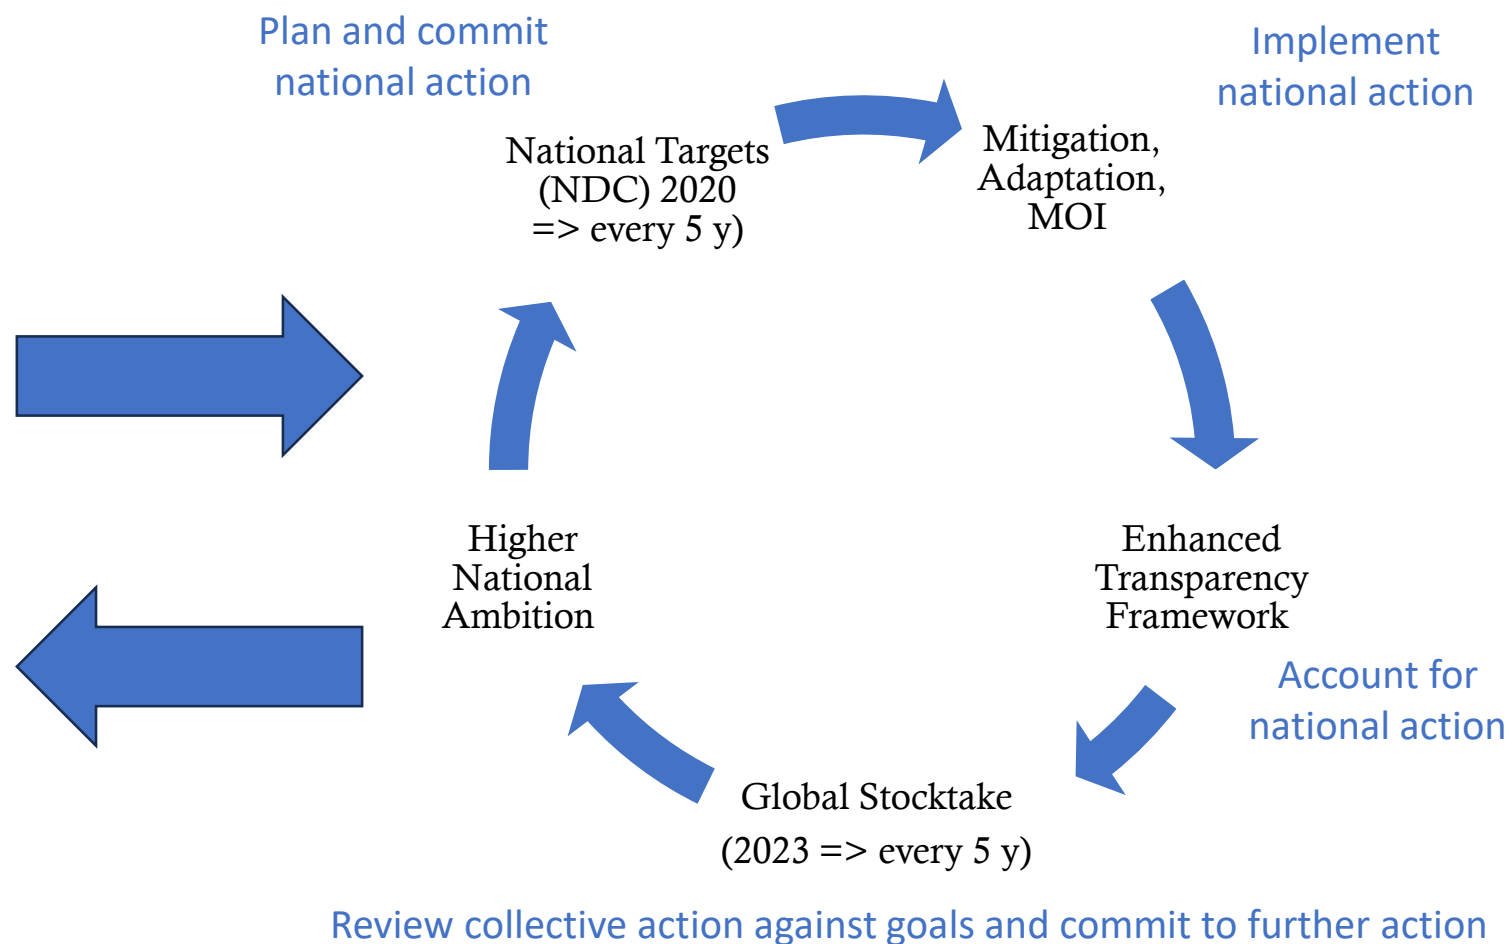 Plan and commit
national action
Implement
national action
National Targets
(NDC) 2020
=> every 5 y)
Mitigation,
Adaptation,
MOI
Higher
National
Ambition
Enhanced
Transparency
Framework
Account for
national action
Global Stocktake
(2023 => every 5 y)
Review collective action against goals and commit to further action